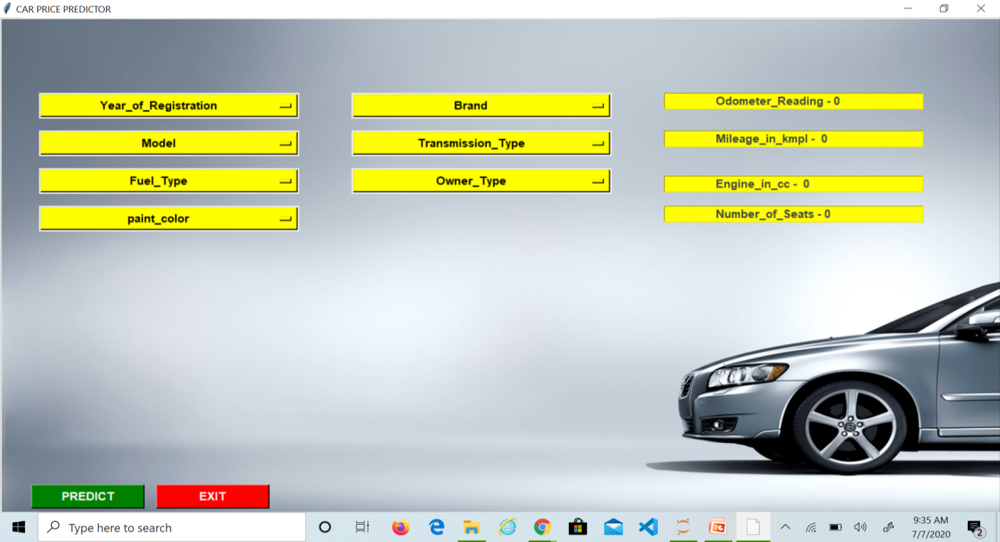 CAR PRICE PREDICTOR
Year_of_Registration
Brand
Odometer_Reading - 0
Model
Transmission_Type
Mileage_in_kmpl -  0
Fuel_Type
Owner_Type
Engine_in_cc -  0
paint_color
Number_of_Seats - 0
PREDICT
EXIT
Type here to search
9:35 AM
7/7/2020
2